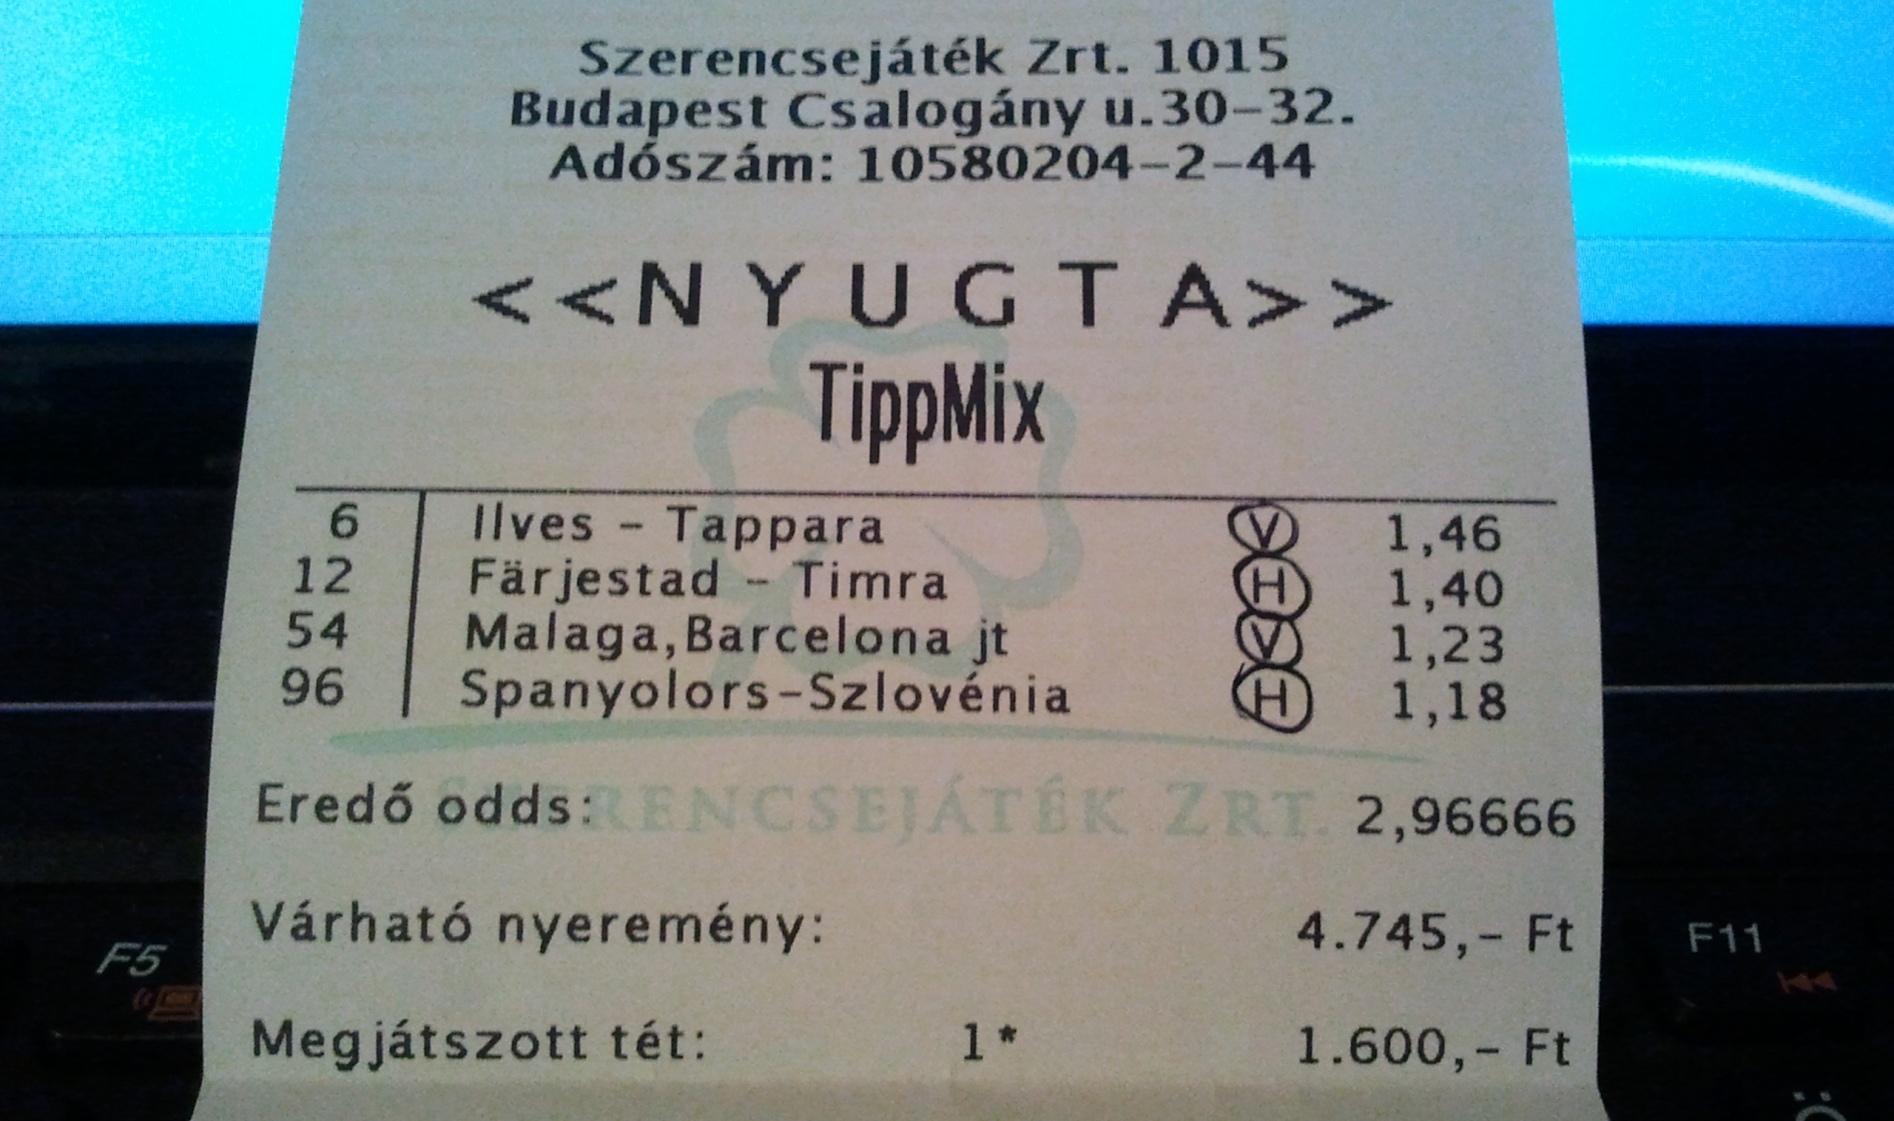 Szerencsejáték Zrt. 1015
Budapest Csalogány u.30-32.
Adószám: 10580204-2-44
<<NYUGTA>>
TippMix
6 Ilves - Tappara V 1,46
12 Färjestad - Timra H 1,40
54 Malaga,Barcelona jt V 1,23
96 Spanyolors-Szlovénia H 1,18
SZERENCSEJÁTÉK ZRT.
Eredő odds: 2,96666
Várható nyeremény: 4.745,- Ft
Megjátszott tét: 1* 1.600,- Ft
F5
F11